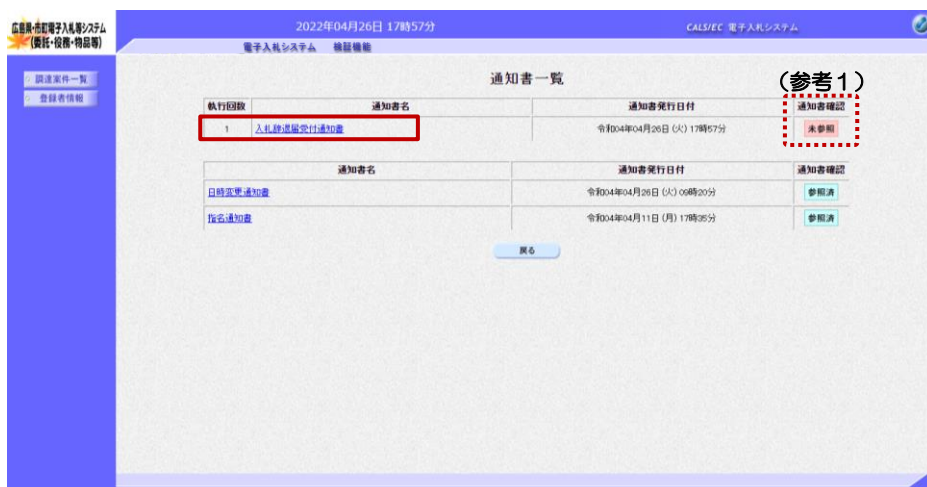 広島県・市町電子入札等システム
(委託・役務・物品等)
2022年04月26日 17時57分
CALS/EC 電子入札システム
電子入札システム 検証機能
調達案件一覧
登録者情報
通知書一覧
(参考1)
執行回数 通知書名 通知書発行日付 通知書確認
1 入札辞退届受付通知書 令和04年04月26日(火) 17時57分 未参照
通知書名 通知書発行日付 通知書確認
日時変更通知書 令和04年04月26日(火) 09時20分 参照済
指名通知書 令和04年04月11日(月) 17時35分 参照済
戻る